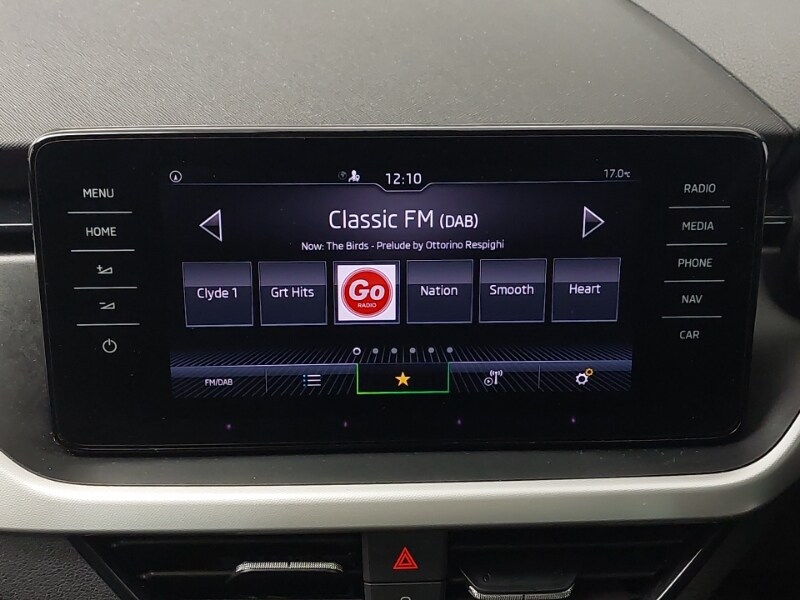 12:10
17.0°C
MENU
HOME
RADIO
MEDIA
PHONE
NAV
CAR
Classic FM (DAB)
Now: The Birds - Prelude by Ottorino Respighi
Clyde 1
Grt Hits
Go
RADIO
Nation
Smooth
Heart
FM/DAB